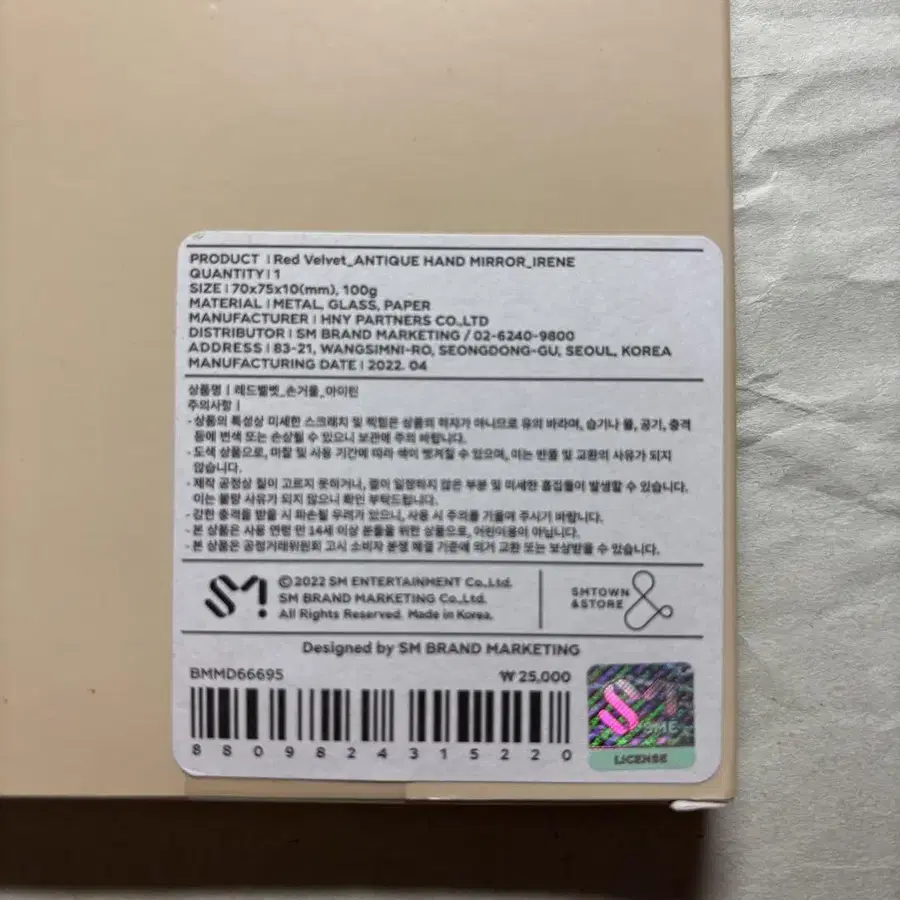 PRODUCT | Red Velvet_ANTIQUE HAND MIRROR_IRENE
QUANTITY | 1
SIZE | 70x75x10(mm), 100g
MATERIAL | METAL, GLASS, PAPER
MANUFACTURER | HNY PARTNERS CO.,LTD
DISTRIBUTOR | SM BRAND MARKETING / 02-6240-9800
ADDRESS | 83-21, WANGSIMNI-RO, SEONGDONG-GU, SEOUL, KOREA
MANUFACTURING DATE | 2022. 04
상품명 | 레드벨벳_손거울_아이린
주의사항 |
- 상품의 특성상 미세한 스크래치 및 찍힘은 상품의 하자가 아니므로 유의 바라며, 습기나 물, 공기, 충격
등에 변색 또는 손상될 수 있으니 보관에 주의 바랍니다.
- 도색 상품으로, 마찰 및 사용 기간에 따라 색이 벗겨질 수 있으며, 이는 반품 및 교환의 사유가 되지
않습니다.
- 제작 공정상 칠이 고르지 못하거나, 결이 일정하지 않은 부분 및 미세한 흠집들이 발생할 수 있습니다.
이는 불량 사유가 되지 않으니 확인 부탁드립니다.
- 강한 충격을 받을 시 파손될 우려가 있으니, 사용 시 주의를 기울여 주시기 바랍니다.
- 본 상품은 사용 연령 만 14세 이상 분들을 위한 상품으로, 어린이용이 아닙니다.
- 본 상품은 공정거래위원회 고시 소비자 분쟁 해결 기준에 의거 교환 또는 보상받을 수 있습니다.
SM
©2022 SM ENTERTAINMENT Co.,Ltd.
SM BRAND MARKETING Co.,Ltd.
All Rights Reserved. Made in Korea.
SMTOWN
&STORE
&
Designed by SM BRAND MARKETING
BMMD66695
₩ 25,000
8809824315220
SM
SME
LICENSE